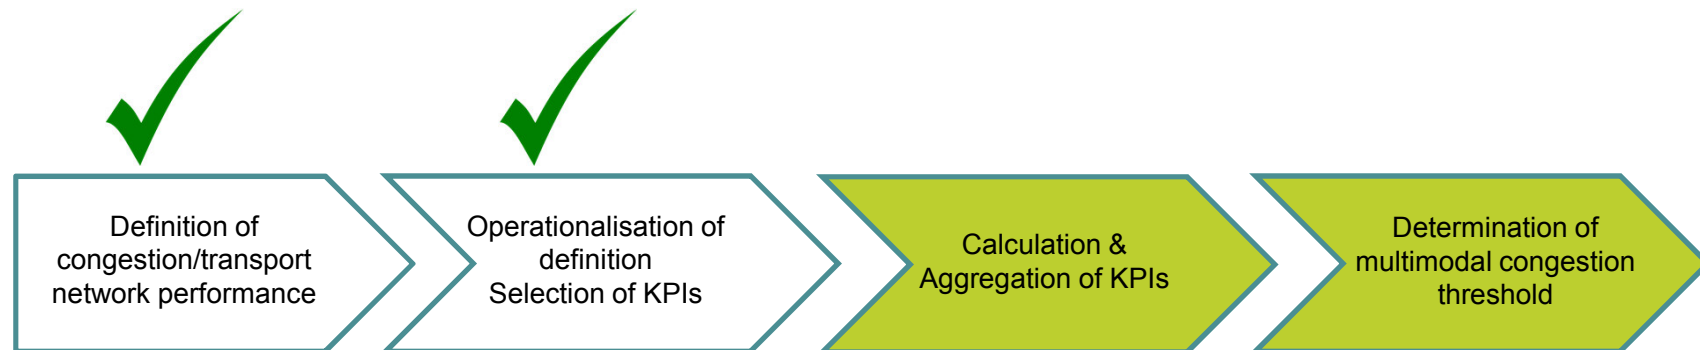 Definition of
congestion/transport
network performance
Operationalisation of
definition
Selection of KPIs
Calculation &
Aggregation of KPIs
Determination of
multimodal congestion
threshold